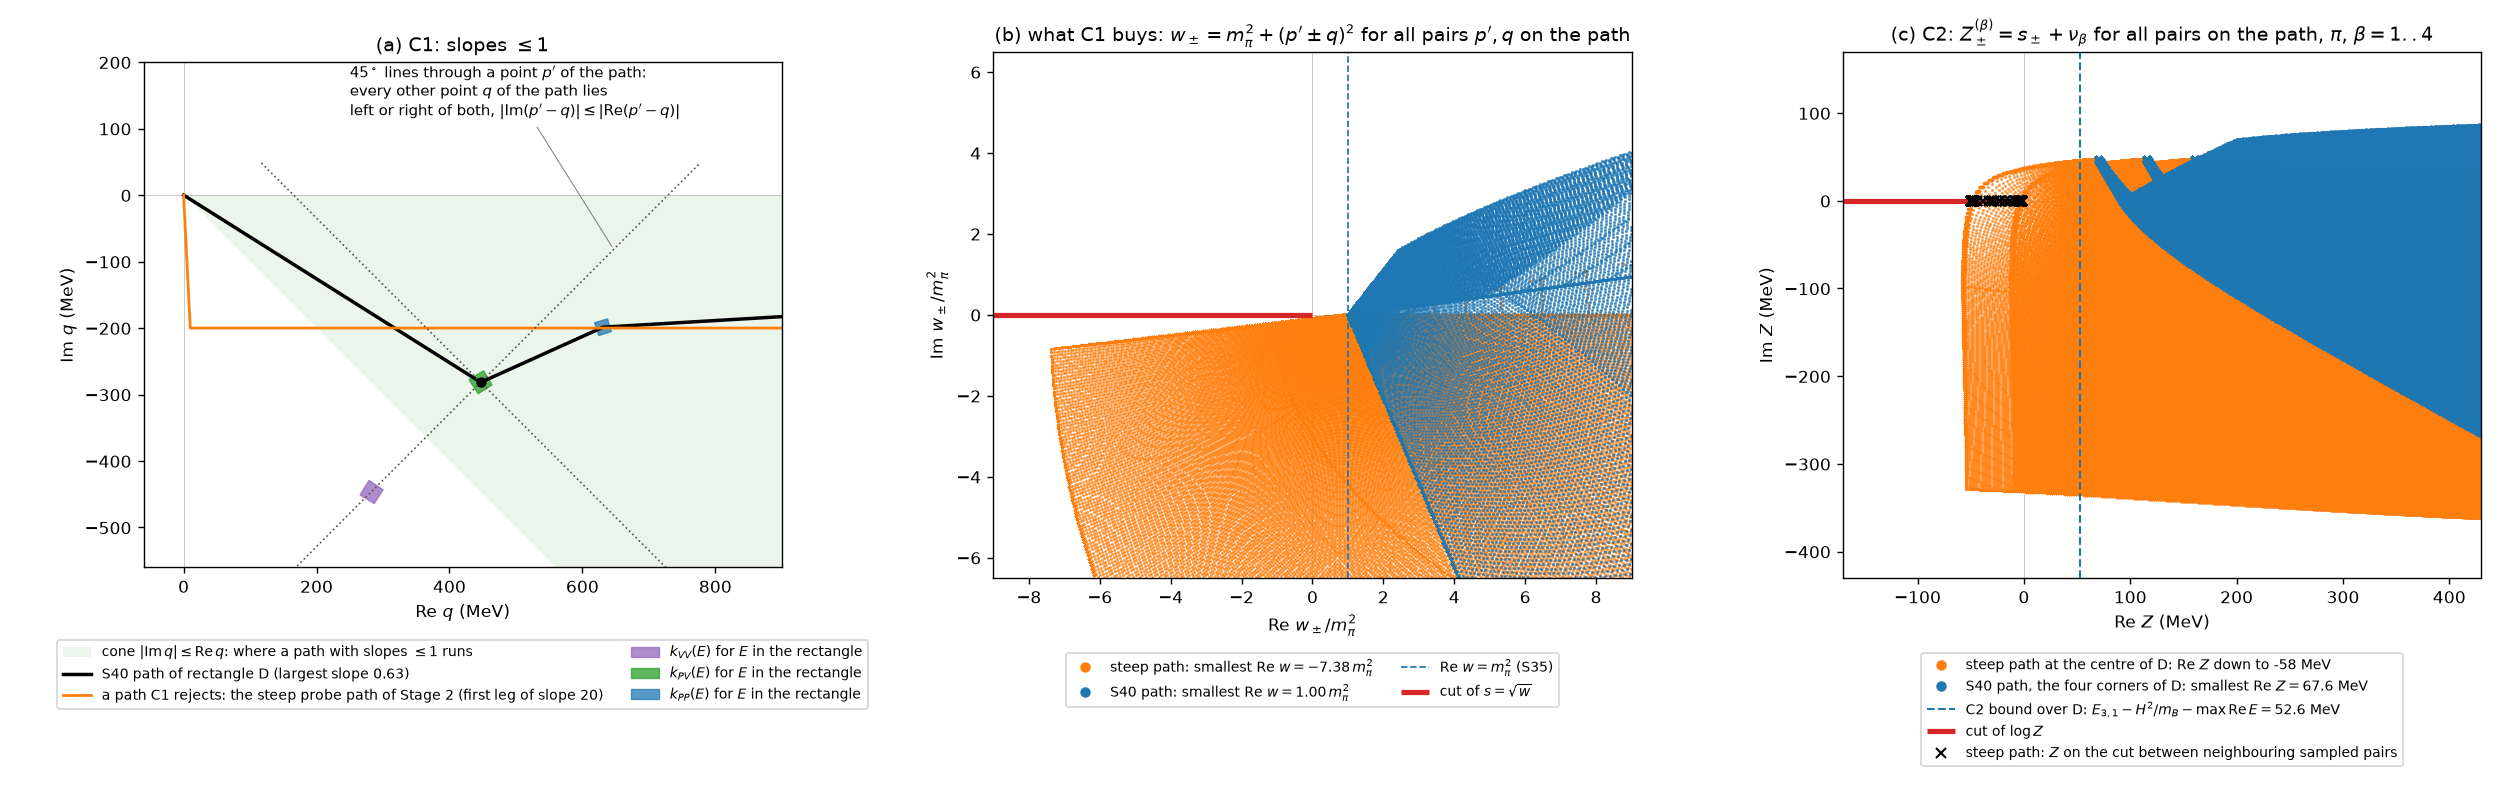 (a) C1: slopes ≤ 1
45° lines through a point p′ of the path:
every other point q of the path lies
left or right of both, |Im(p′ − q)| ≤ |Re(p′ − q)|
200
100
0
−100
−200
−300
−400
−500
Im q (MeV)
0
200
400
600
800
Re q (MeV)
cone |Im q| ≤ Re q: where a path with slopes ≤ 1 runs
S40 path of rectangle D (largest slope 0.63)
a path C1 rejects: the steep probe path of Stage 2 (first leg of slope 20)
k_VV(E) for E in the rectangle
k_PV(E) for E in the rectangle
k_PP(E) for E in the rectangle
(b) what C1 buys: w± = m_π² + (p′ ± q)² for all pairs p′, q on the path
6
4
2
0
−2
−4
−6
Im w±/m_π²
−8
−6
−4
−2
0
2
4
6
8
Re w±/m_π²
steep path: smallest Re w = −7.38 m_π²
S40 path: smallest Re w = 1.00 m_π²
Re w = m_π² (S35)
cut of s = √w
(c) C2: Z±^(β) = s± + ν_β for all pairs on the path, π, β = 1. . 4
100
0
−100
−200
−300
−400
Im Z (MeV)
−100
0
100
200
300
400
Re Z (MeV)
steep path at the centre of D: Re Z down to -58 MeV
S40 path, the four corners of D: smallest Re Z = 67.6 MeV
C2 bound over D: E_3,1 − H²/m_B − max Re E = 52.6 MeV
cut of log Z
steep path: Z on the cut between neighbouring sampled pairs